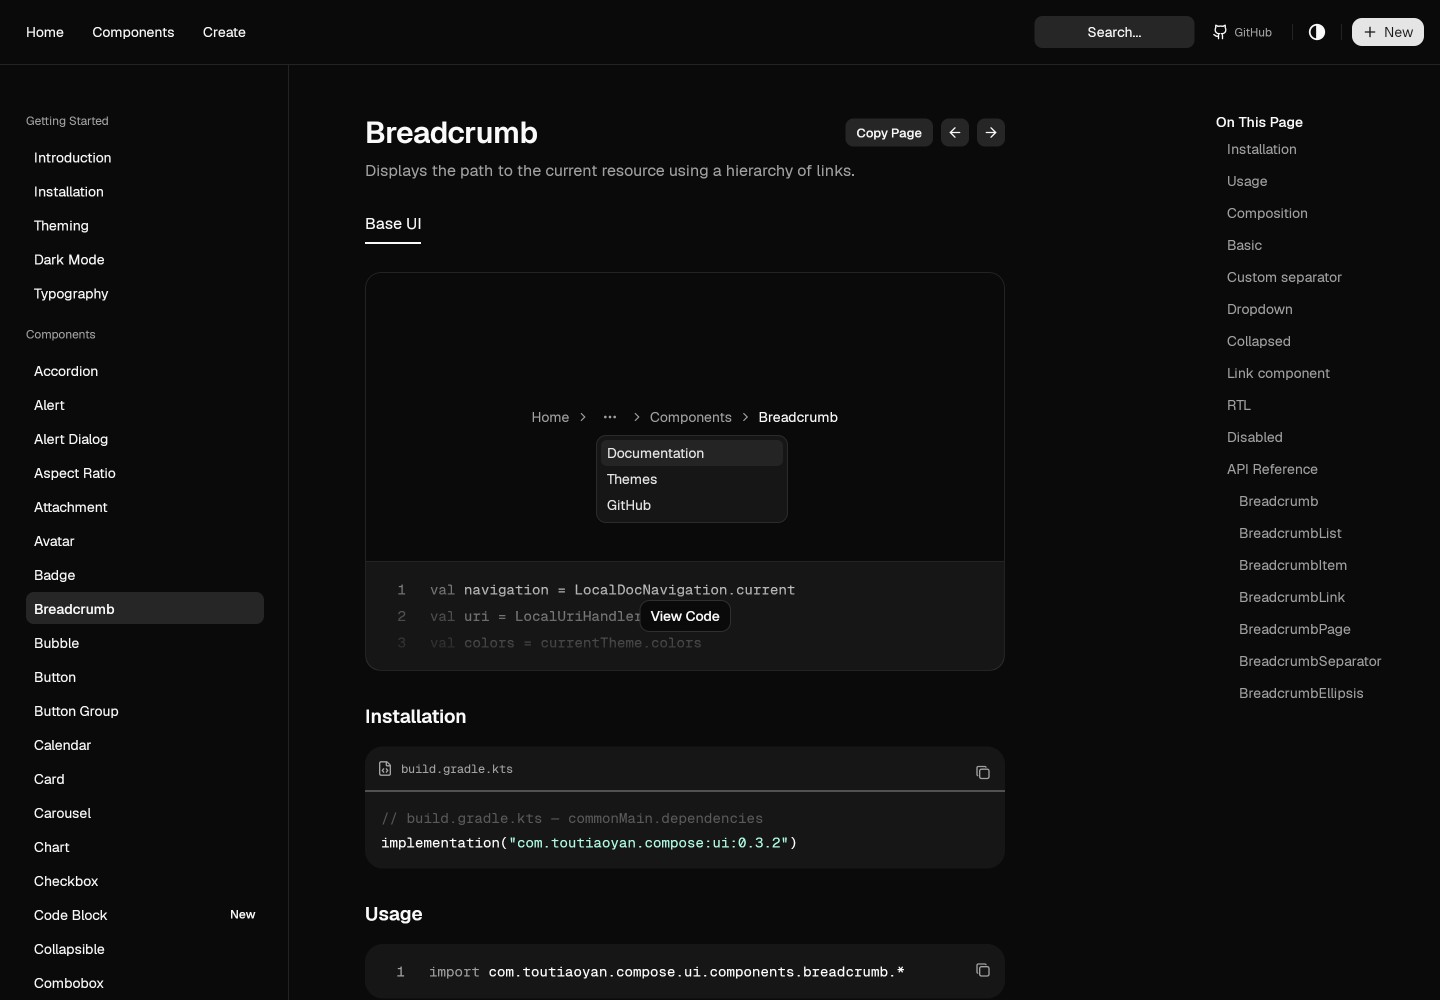 Home
Components
Create
Search...
GitHub
New
Getting Started
Introduction
Installation
Theming
Dark Mode
Typography
Components
Accordion
Alert
Alert Dialog
Aspect Ratio
Attachment
Avatar
Badge
Breadcrumb
Bubble
Button
Button Group
Calendar
Card
Carousel
Chart
Checkbox
Code Block New
Collapsible
Combobox
Breadcrumb
Copy Page
Displays the path to the current resource using a hierarchy of links.
Base UI
Home > ··· > Components > Breadcrumb
Documentation
Themes
GitHub
1 val navigation = LocalDocNavigation.current
2 val uri = LocalUriHandler
View Code
3 val colors = currentTheme.colors
Installation
build.gradle.kts
// build.gradle.kts — commonMain.dependencies
implementation("com.toutiaoyan.compose:ui:0.3.2")
Usage
1 import com.toutiaoyan.compose.ui.components.breadcrumb.*
On This Page
Installation
Usage
Composition
Basic
Custom separator
Dropdown
Collapsed
Link component
RTL
Disabled
API Reference
Breadcrumb
BreadcrumbList
BreadcrumbItem
BreadcrumbLink
BreadcrumbPage
BreadcrumbSeparator
BreadcrumbEllipsis